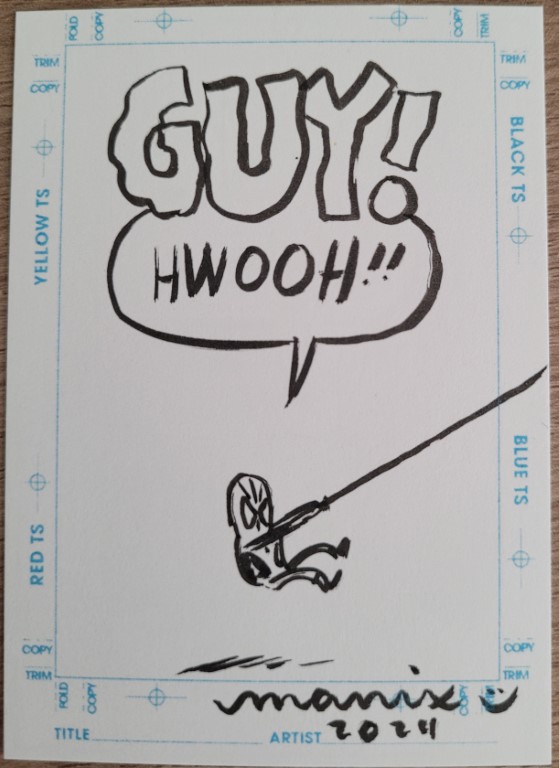 FOLD
COPY
COPY
TRIM
TRIM
COPY
TRIM
COPY
GUY!
HWOOH!!
YELLOW TS
BLACK TS
RED TS
BLUE TS
COPY
TRIM
COPY
TRIM
FOLD
COPY
COPY
manix
2024
TITLE
ARTIST